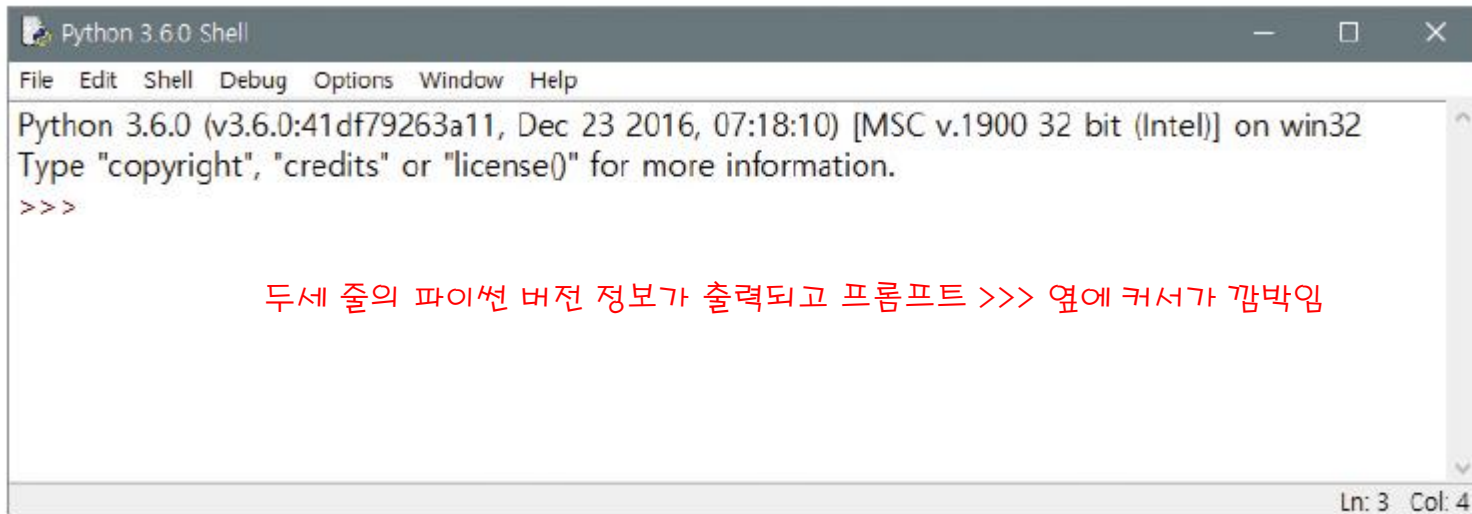 Python 3.6.0 Shell
File Edit Shell Debug Options Window Help
Python 3.6.0 (v3.6.0:41df79263a11, Dec 23 2016, 07:18:10) [MSC v.1900 32 bit (Intel)] on win32
Type "copyright", "credits" or "license()" for more information.
>>>
두세 줄의 파이썬 버전 정보가 출력되고 프롬프트 >>> 옆에 커서가 깜박임
Ln: 3 Col: 4